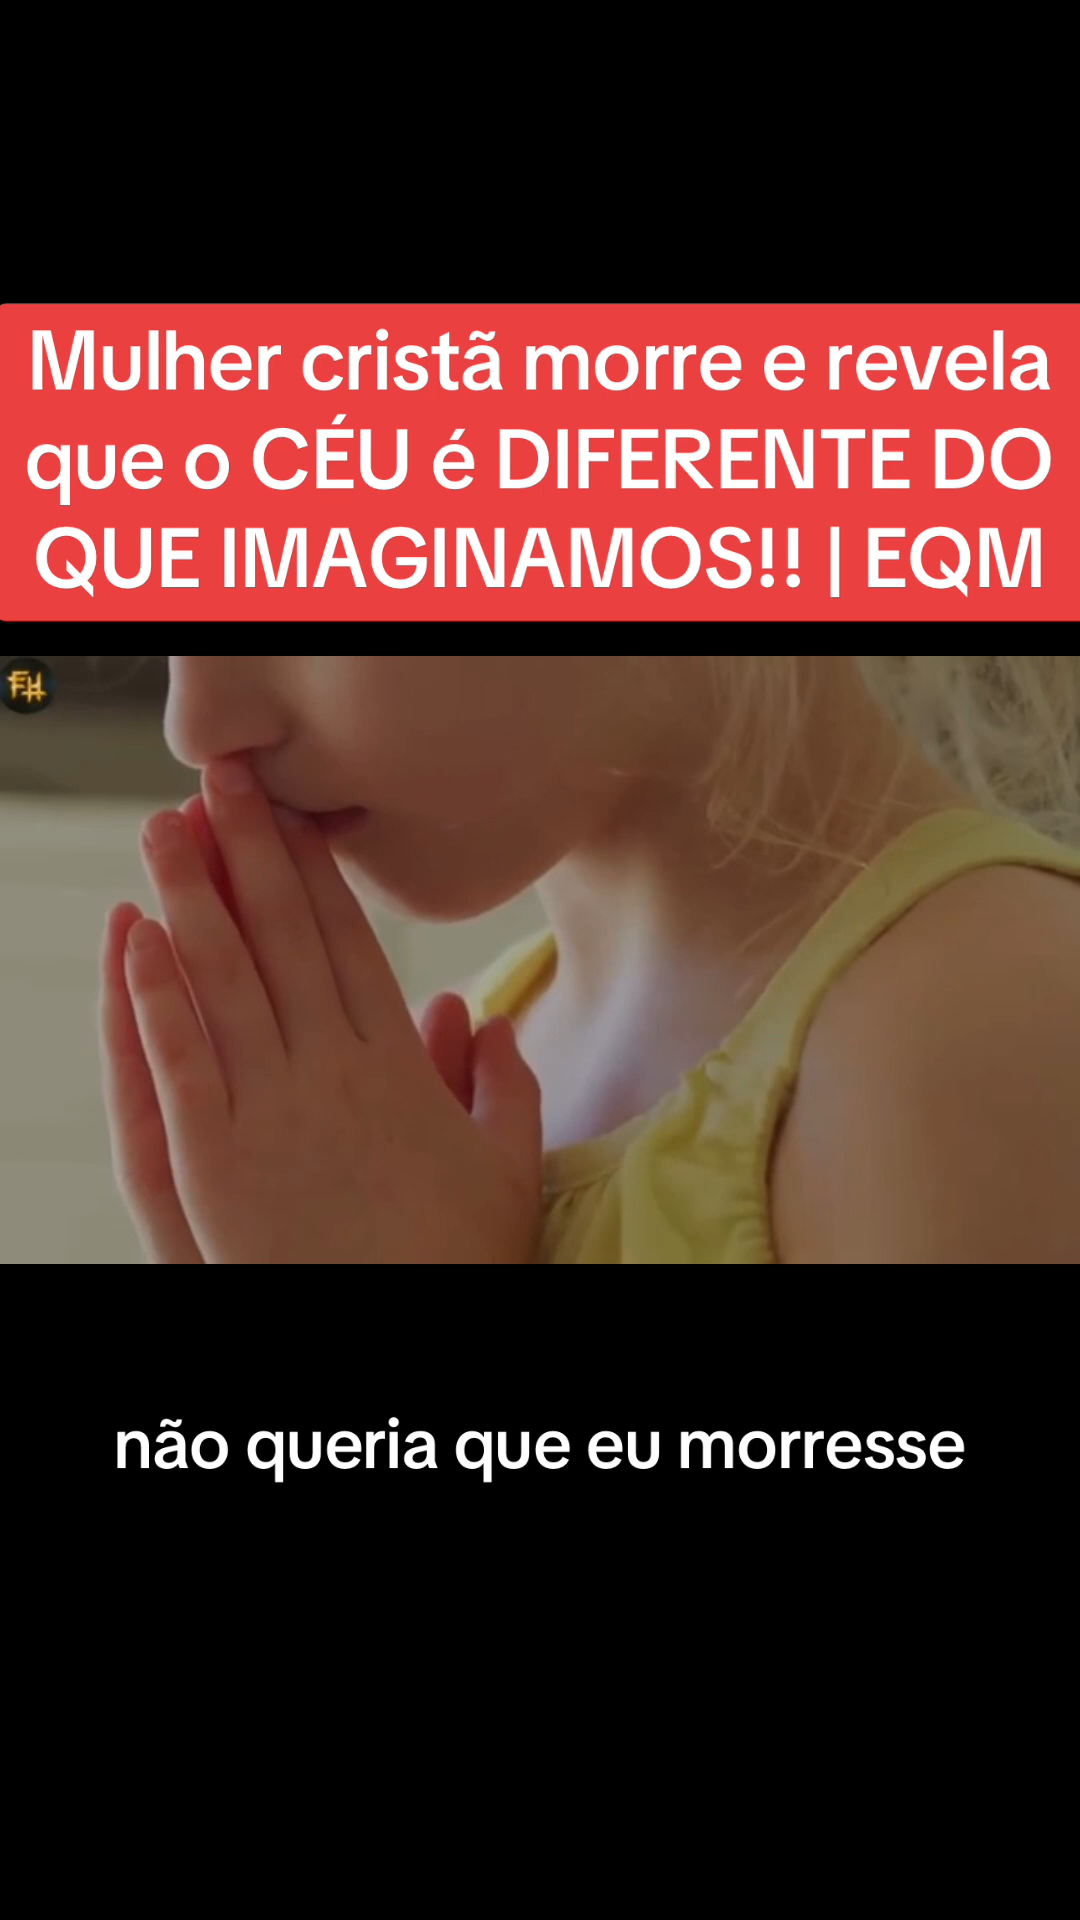 Mulher cristã morre e revela
que o CÉU é DIFERENTE DO
QUE IMAGINAMOS!! | EQM
FH
não queria que eu morresse